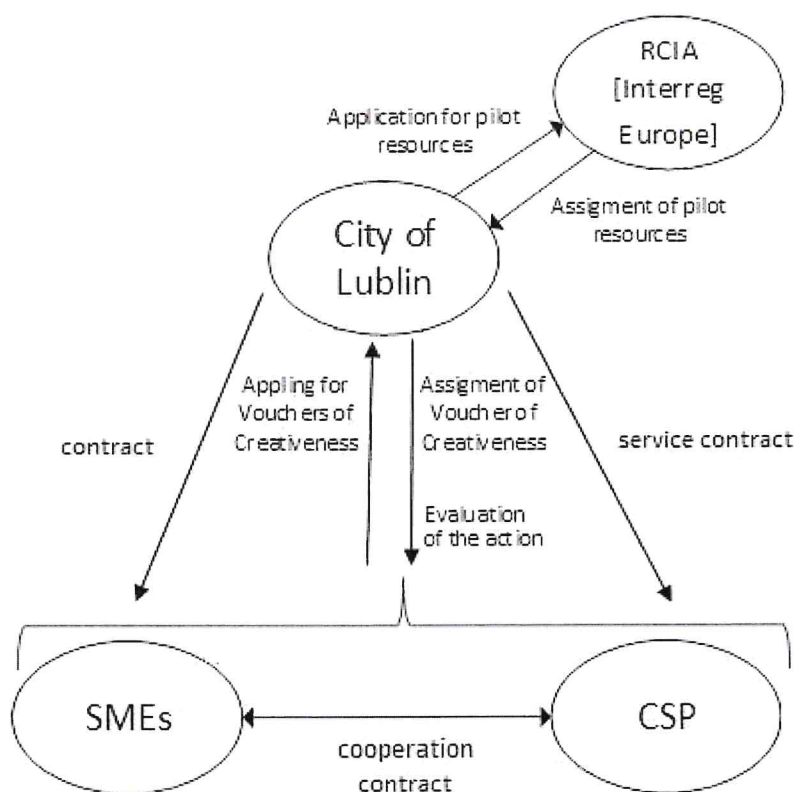 RCIA
[Interreg
Europe]
Application for pilot
resources
Assigment of pilot
resources
City of
Lublin
Appling for
Vouchers of
Creativeness
Assigment of
Voucher of
Creativeness
contract
service contract
Evaluation
of the action
SMEs
CSP
cooperation
contract